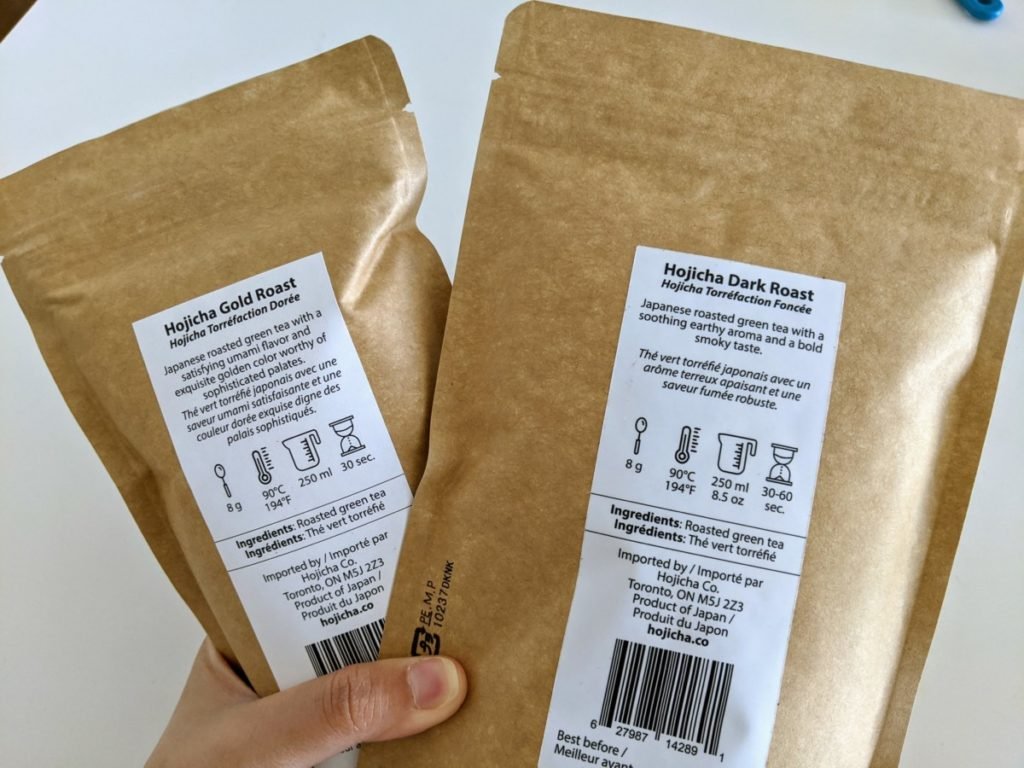 Hojicha Gold Roast
Hojicha Torréfaction Dorée
Japanese roasted green tea with a
satisfying umami flavor and
exquisite golden color worthy of
sophisticated palates.
Thé vert torréfié japonais avec une
saveur umami satisfaisante et une
couleur dorée exquise digne des
palais sophistiqués.
8 g
90°C
194°F
250 ml
30 sec.
Ingredients: Roasted green tea
Ingrédients: Thé vert torréfié
Imported by / Importé par
Hojicha Co.
Toronto, ON M5J 2Z3
Product of Japan /
Produit du Japon
hojicha.co
PE.M.P
10237DKNK
Hojicha Dark Roast
Hojicha Torréfaction Foncée
Japanese roasted green tea with a
soothing earthy aroma and a bold
smoky taste.
Thé vert torréfié japonais avec un
arôme terreux apaisant et une
saveur fumée robuste.
8 g
90°C
194°F
250 ml
8.5 oz
30-60
sec.
Ingredients: Roasted green tea
Ingrédients: Thé vert torréfié
Imported by / Importé par
Hojicha Co.
Toronto, ON M5J 2Z3
Product of Japan /
Produit du Japon
hojicha.co
6 27987 14289 1
Best before /
Meilleur avant